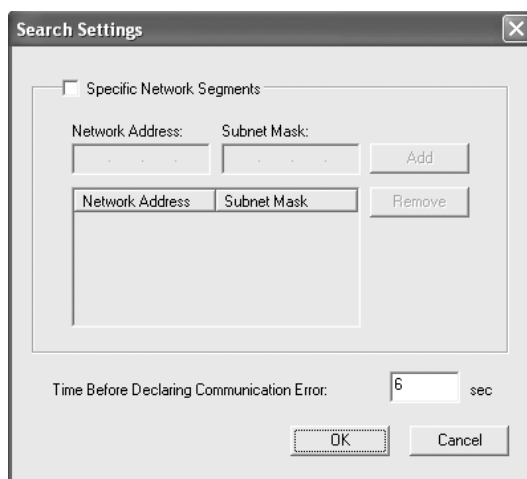 Search Settings
Specific Network Segments
Network Address: Subnet Mask:
Add
Network Address Subnet Mask
Remove
Time Before Declaring Communication Error: 6 sec
OK Cancel